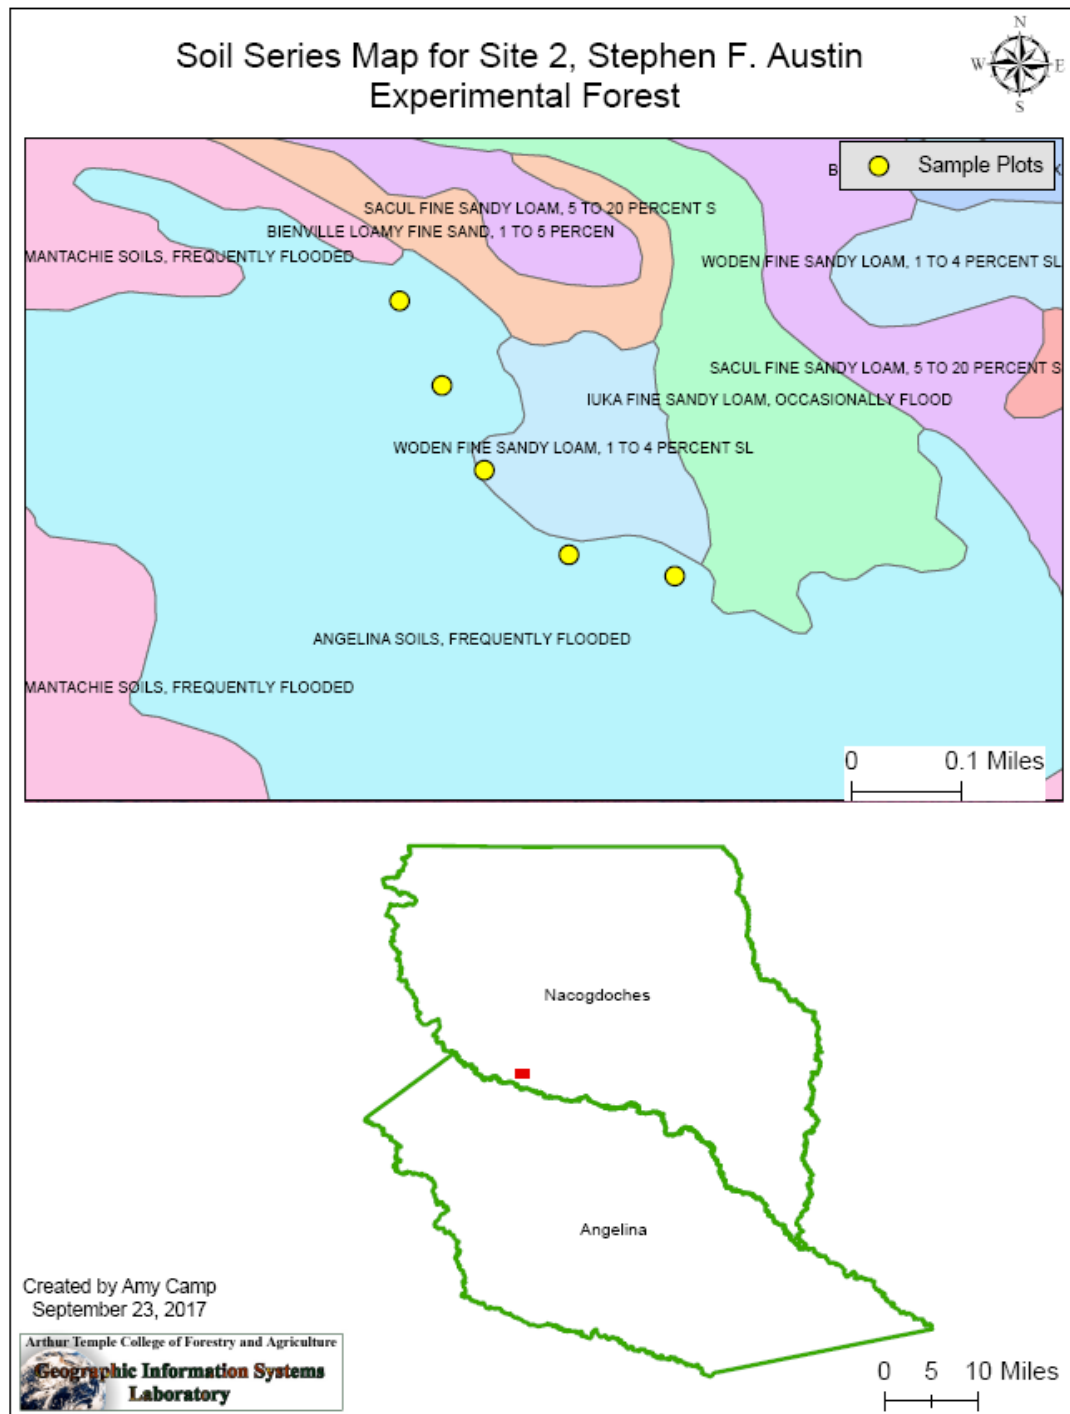 Soil Series Map for Site 2, Stephen F. Austin
Experimental Forest
N
W
E
S
Sample Plots
B
X
SACUL FINE SANDY LOAM, 5 TO 20 PERCENT S
BIENVILLE LOAMY FINE SAND, 1 TO 5 PERCEN
MANTACHIE SOILS, FREQUENTLY FLOODED
WODEN FINE SANDY LOAM, 1 TO 4 PERCENT SL
SACUL FINE SANDY LOAM, 5 TO 20 PERCENT S
IUKA FINE SANDY LOAM, OCCASIONALLY FLOOD
WODEN FINE SANDY LOAM, 1 TO 4 PERCENT SL
ANGELINA SOILS, FREQUENTLY FLOODED
MANTACHIE SOILS, FREQUENTLY FLOODED
0 0.1 Miles
Nacogdoches
Angelina
Created by Amy Camp
September 23, 2017
Arthur Temple College of Forestry and Agriculture
Geographic Information Systems
Laboratory
0 5 10 Miles